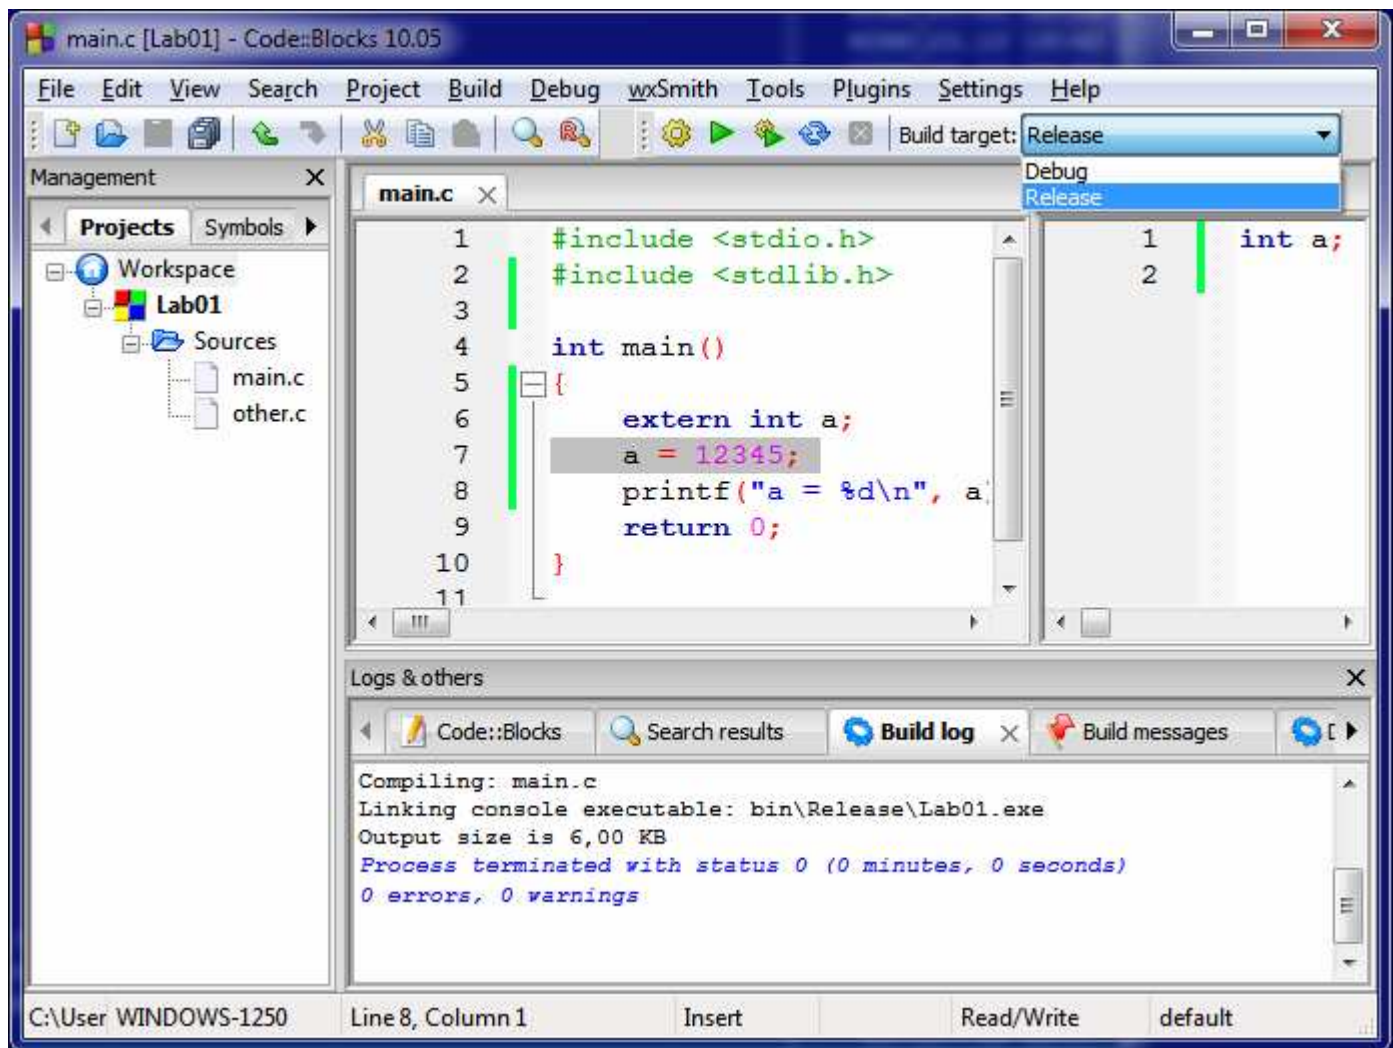 main.c [Lab01] - Code::Blocks 10.05
File Edit View Search Project Build Debug wxSmith Tools Plugins Settings Help
Build target: Release
Debug
Release
Management
Projects Symbols
Workspace
Lab01
Sources
main.c
other.c
main.c
1 #include <stdio.h>
2 #include <stdlib.h>
3
4 int main()
5 {
6 extern int a;
7 a = 12345;
8 printf("a = %d\n", a
9 return 0;
10 }
11
1 int a;
2
Logs & others
Code::Blocks Search results Build log Build messages
Compiling: main.c
Linking console executable: bin\Release\Lab01.exe
Output size is 6,00 KB
Process terminated with status 0 (0 minutes, 0 seconds)
0 errors, 0 warnings
C:\User WINDOWS-1250 Line 8, Column 1 Insert Read/Write default